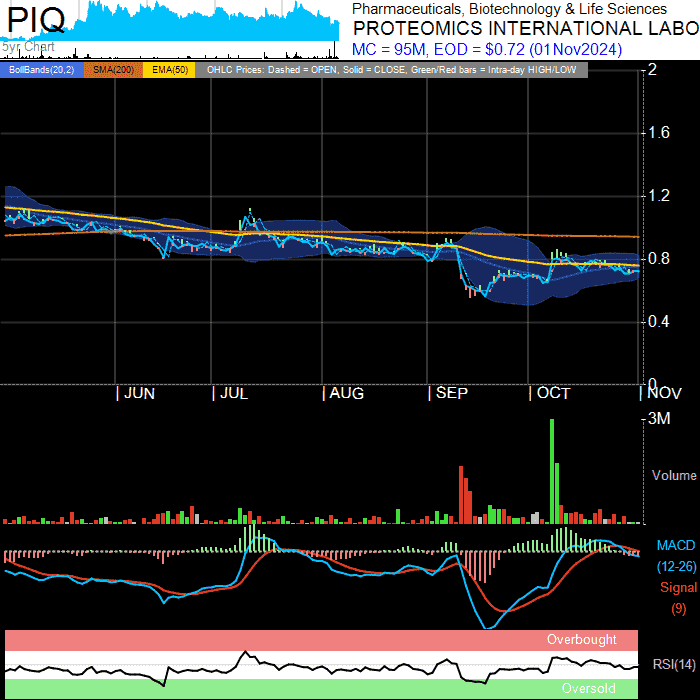 PIQ
5yr Chart
Pharmaceuticals, Biotechnology & Life Sciences
PROTEOMICS INTERNATIONAL LABO
MC = 95M, EOD = $0.72 (01Nov2024)
BollBands(20,2) SMA(200) EMA(50) OHLC Prices: Dashed = OPEN, Solid = CLOSE, Green/Red bars = Intra-day HIGH/LOW
2
1.6
1.2
0.8
0.4
0
JUN JUL AUG SEP OCT NOV
3M
Volume
MACD
(12-26)
Signal
(9)
Overbought
RSI(14)
Oversold